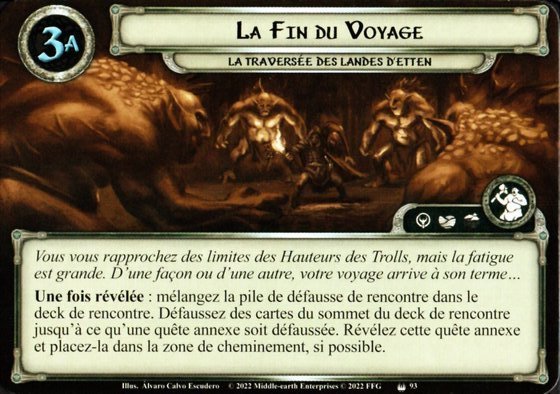 3A
La Fin du Voyage
La Traversée des Landes d'Etten
Vous vous rapprochez des limites des Hauteurs des Trolls, mais la fatigue
est grande. D'une façon ou d'une autre, votre voyage arrive à son terme…
Une fois révélée : mélangez la pile de défausse de rencontre dans le
deck de rencontre. Défaussez des cartes du sommet du deck de rencontre
jusqu'à ce qu'une quête annexe soit défaussée. Révélez cette quête annexe
et placez-la dans la zone de cheminement, si possible.
Illus. Álvaro Calvo Escudero © 2022 Middle-earth Enterprises © 2022 FFG 93